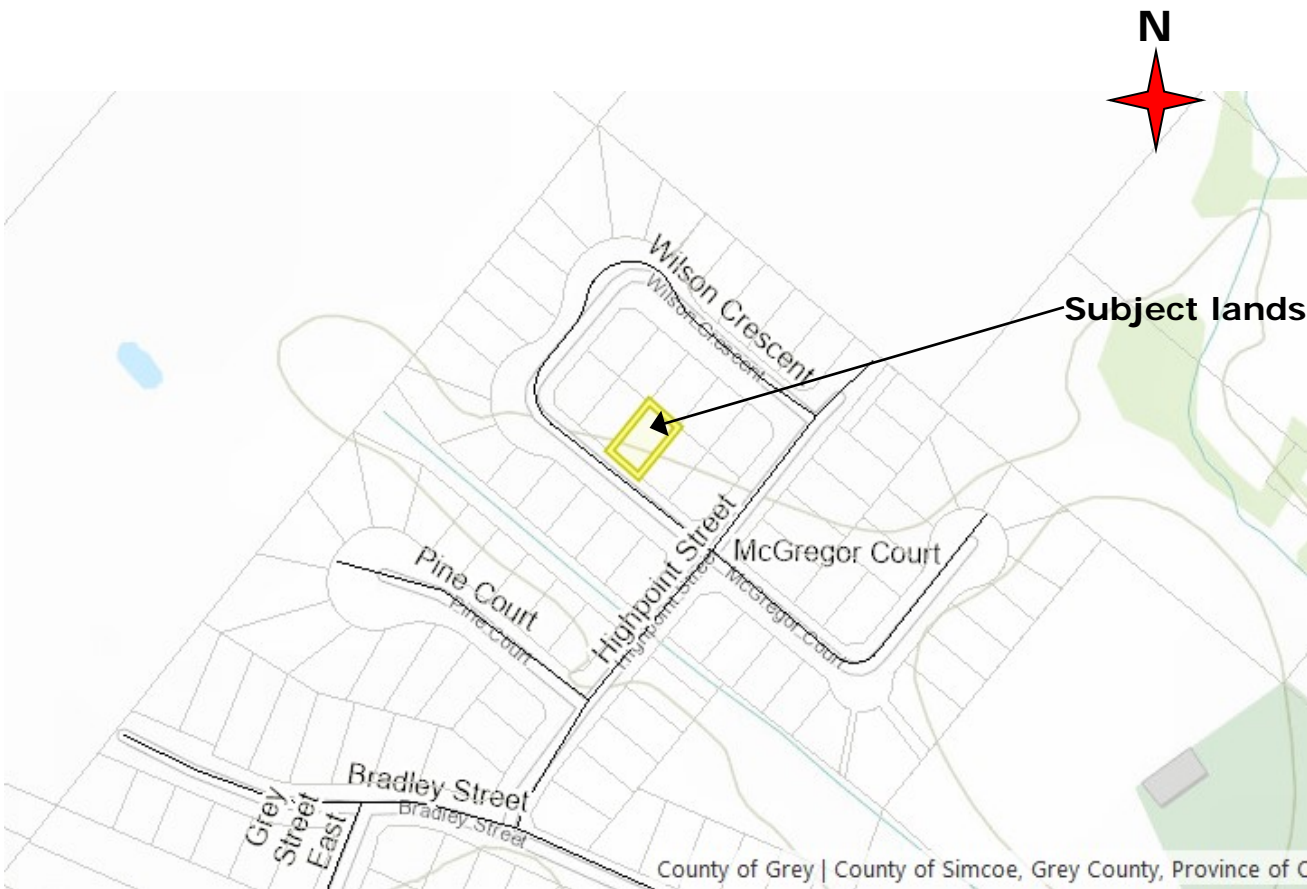 N
Wilson Crescent
Wilson Crescent
Subject lands
Highpoint Street
Highpoint Street
McGregor Court
McGregor Court
Pine Court
Pine Court
Bradley Street
Bradley Street
Grey
Street
East
County of Grey | County of Simcoe, Grey County, Province of